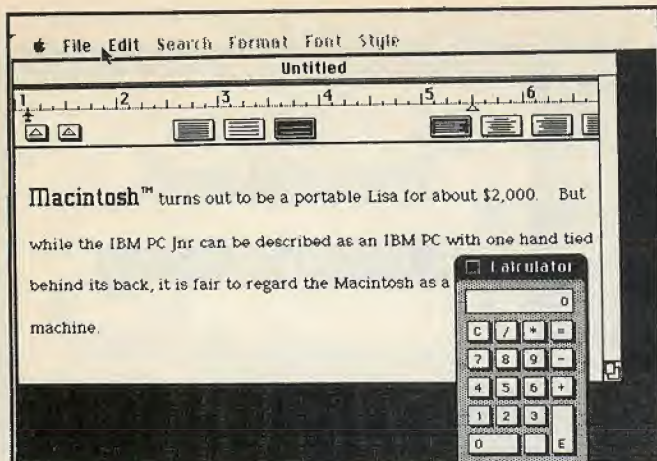 File Edit Search Format Font Style
Untitled
1 2 3 4 5 6
Macintosh™ turns out to be a portable Lisa for about $2,000. But
while the IBM PC Jnr can be described as an IBM PC with one hand tied
behind its back, it is fair to regard the Macintosh as a
machine.
Calculator
0
C / * =
7 8 9 -
4 5 6 +
1 2 3
0 E